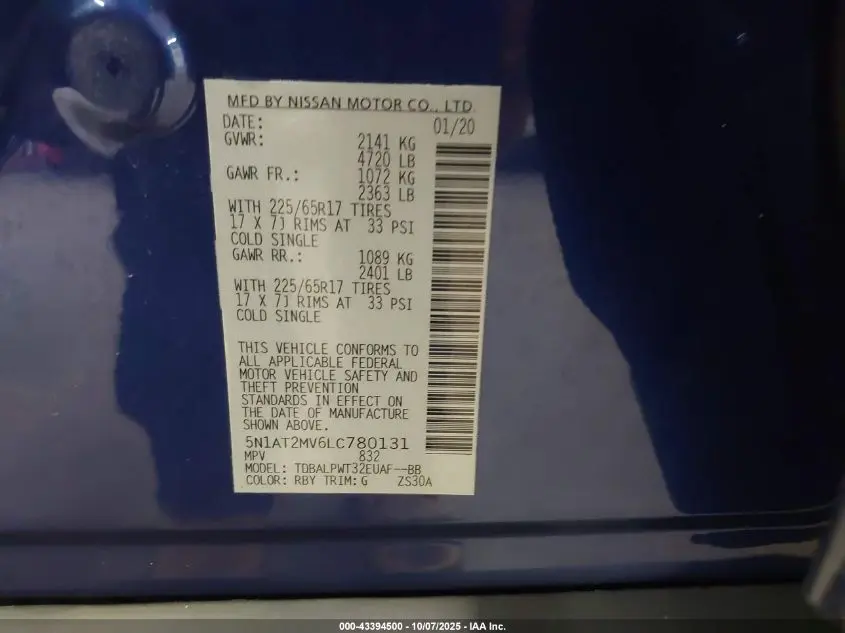 MFD BY NISSAN MOTOR CO., LTD.
DATE: 01/20
GVWR: 2141 KG
4720 LB
GAWR FR.: 1072 KG
2363 LB
WITH 225/65R17 TIRES
17 X 7J RIMS AT 33 PSI
COLD SINGLE
GAWR RR.: 1089 KG
2401 LB
WITH 225/65R17 TIRES
17 X 7J RIMS AT 33 PSI
COLD SINGLE
THIS VEHICLE CONFORMS TO
ALL APPLICABLE FEDERAL
MOTOR VEHICLE SAFETY AND
THEFT PREVENTION
STANDARDS IN EFFECT ON
THE DATE OF MANUFACTURE
SHOWN ABOVE.
5N1AT2MV6LC780131
MPV 832
MODEL: TDBALPWT32EUAF--BB
COLOR: RBY TRIM: G ZS30A
000-43394500 - 10/07/2025 - IAA Inc.